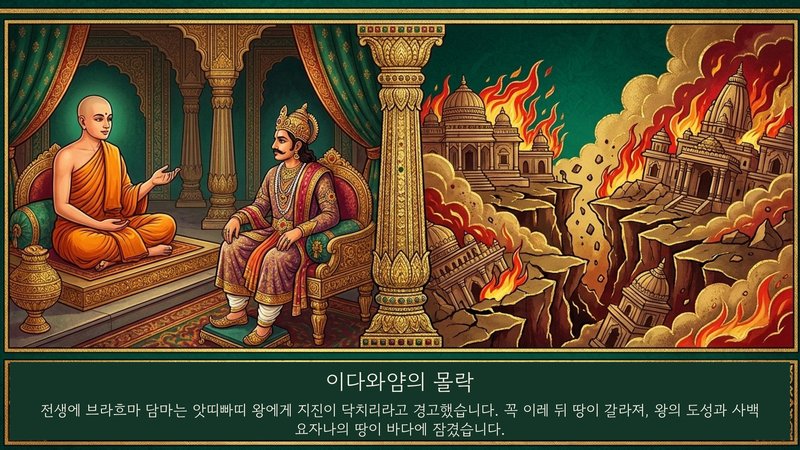 이다와얌의 몰락
전생에 브라흐마 담마는 앗띠빠띠 왕에게 지진이 닥치리라고 경고했습니다. 꼭 이레 뒤 땅이 갈라져, 왕의 도성과 사백
요자나의 땅이 바다에 잠겼습니다.